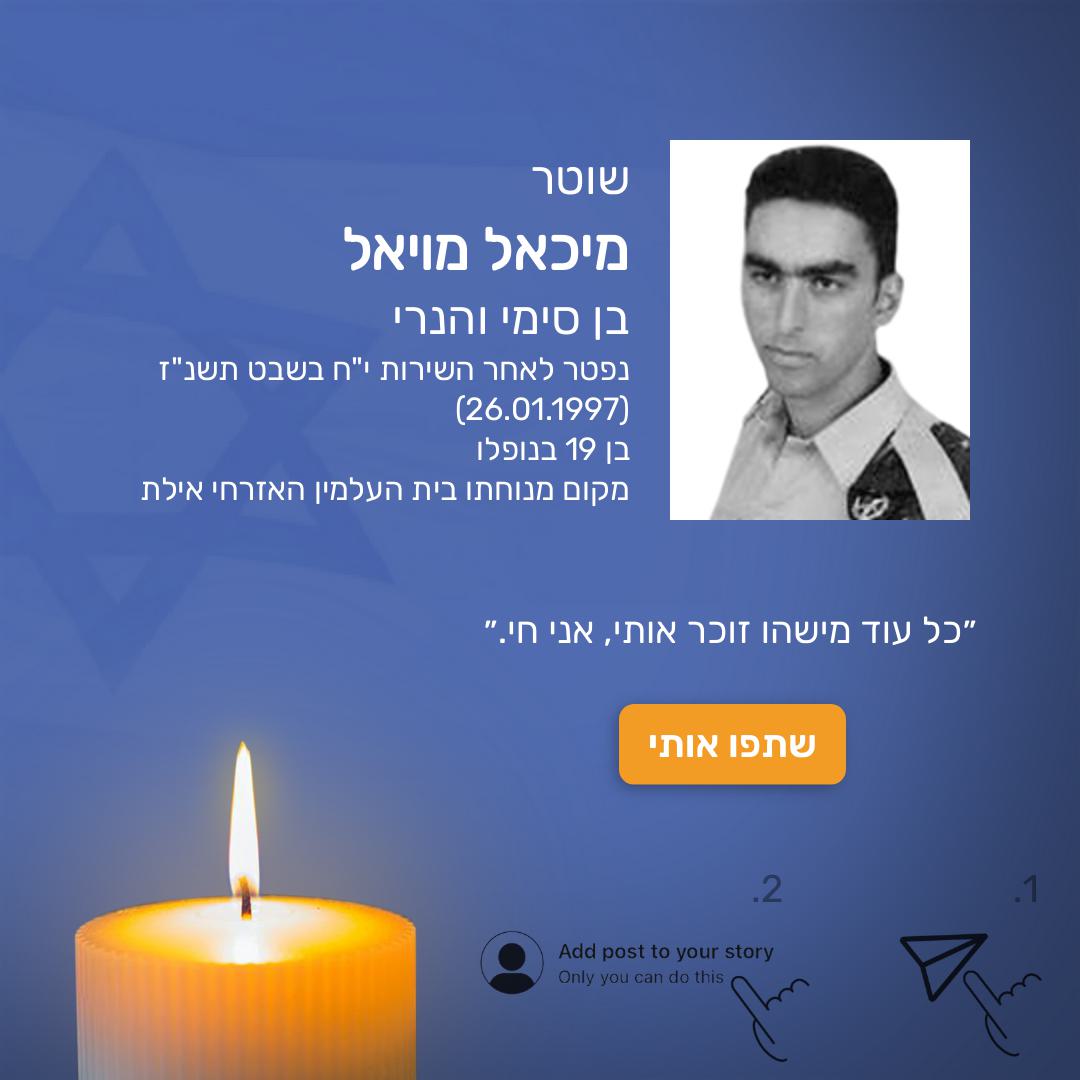 שוטר
מיכאל מויאל
בן סימי והנרי
נפטר לאחר השירות י"ח בשבט תשנ"ז
(26.01.1997)
בן 19 בנופלו
מקום מנוחתו בית העלמין האזרחי אילת
״כל עוד מישהו זוכר אותי, אני חי.״
שתפו אותי
1.
2.
Add post to your story
Only you can do this